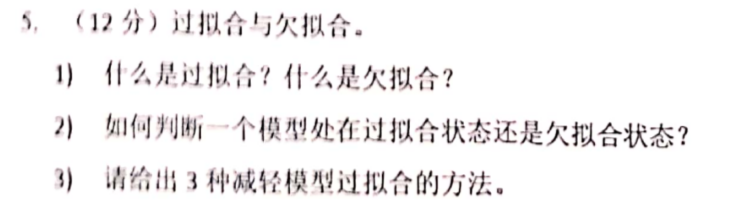 5. （12 分）过拟合与欠拟合。
1) 什么是过拟合？什么是欠拟合？
2) 如何判断一个模型处在过拟合状态还是欠拟合状态？
3) 请给出 3 种减轻模型过拟合的方法。